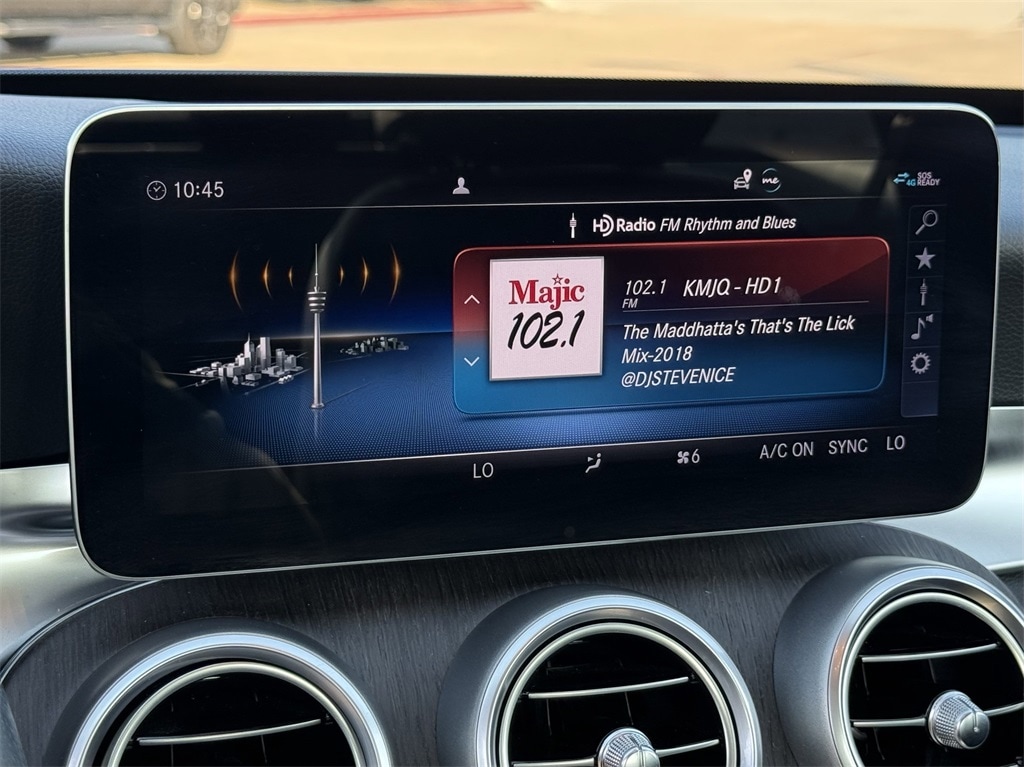 10:45
me
4G SOS READY
HD Radio FM Rhythm and Blues
Majic
102.1
102.1 KMJQ - HD1
FM
The Maddhatta's That's The Lick
Mix-2018
@DJSTEVENICE
LO 6 A/C ON SYNC LO